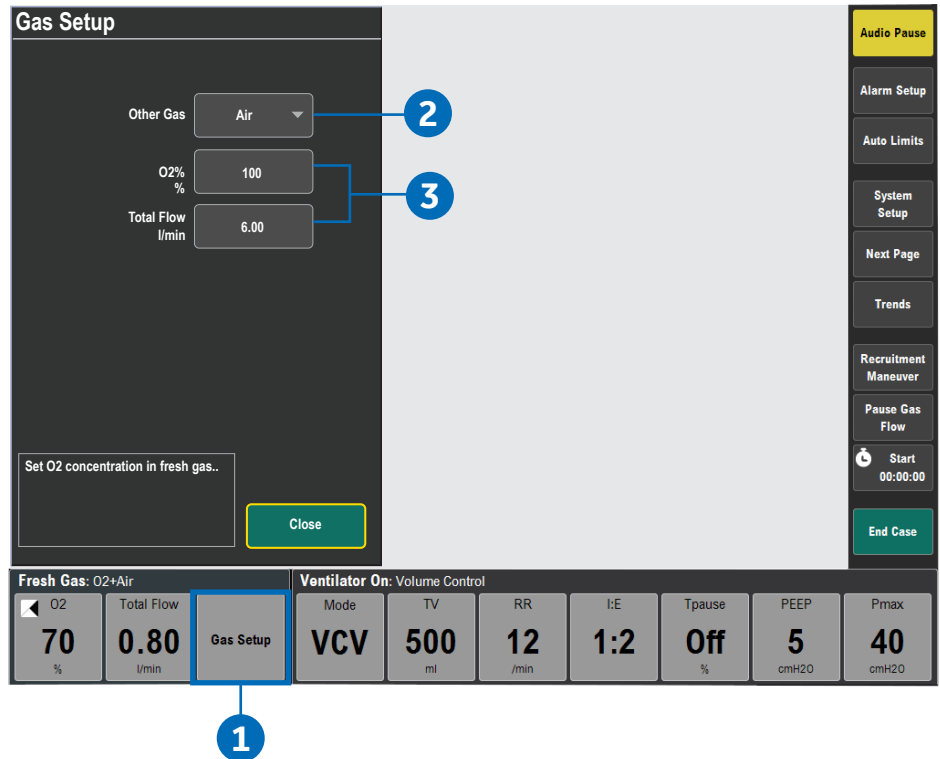 Gas Setup
Other Gas
Air
2
O2%
%
100
3
Total Flow
l/min
6.00
Set O2 concentration in fresh gas..
Close
Audio Pause
Alarm Setup
Auto Limits
System
Setup
Next Page
Trends
Recruitment
Maneuver
Pause Gas
Flow
Start
00:00:00
End Case
Fresh Gas: O2+Air
O2
70
%
Total Flow
0.80
l/min
Gas Setup
Ventilator On: Volume Control
Mode
VCV
TV
500
ml
RR
12
/min
I:E
1:2
Tpause
Off
%
PEEP
5
cmH2O
Pmax
40
cmH2O
1